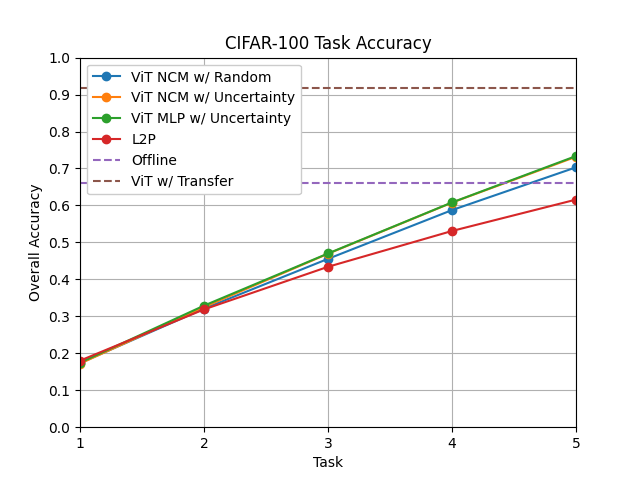 CIFAR-100 Task Accuracy
1.0
0.9
0.8
0.7
0.6
0.5
0.4
0.3
0.2
0.1
0.0
Overall Accuracy
ViT NCM w/ Random
ViT NCM w/ Uncertainty
ViT MLP w/ Uncertainty
L2P
Offline
ViT w/ Transfer
1 2 3 4 5
Task